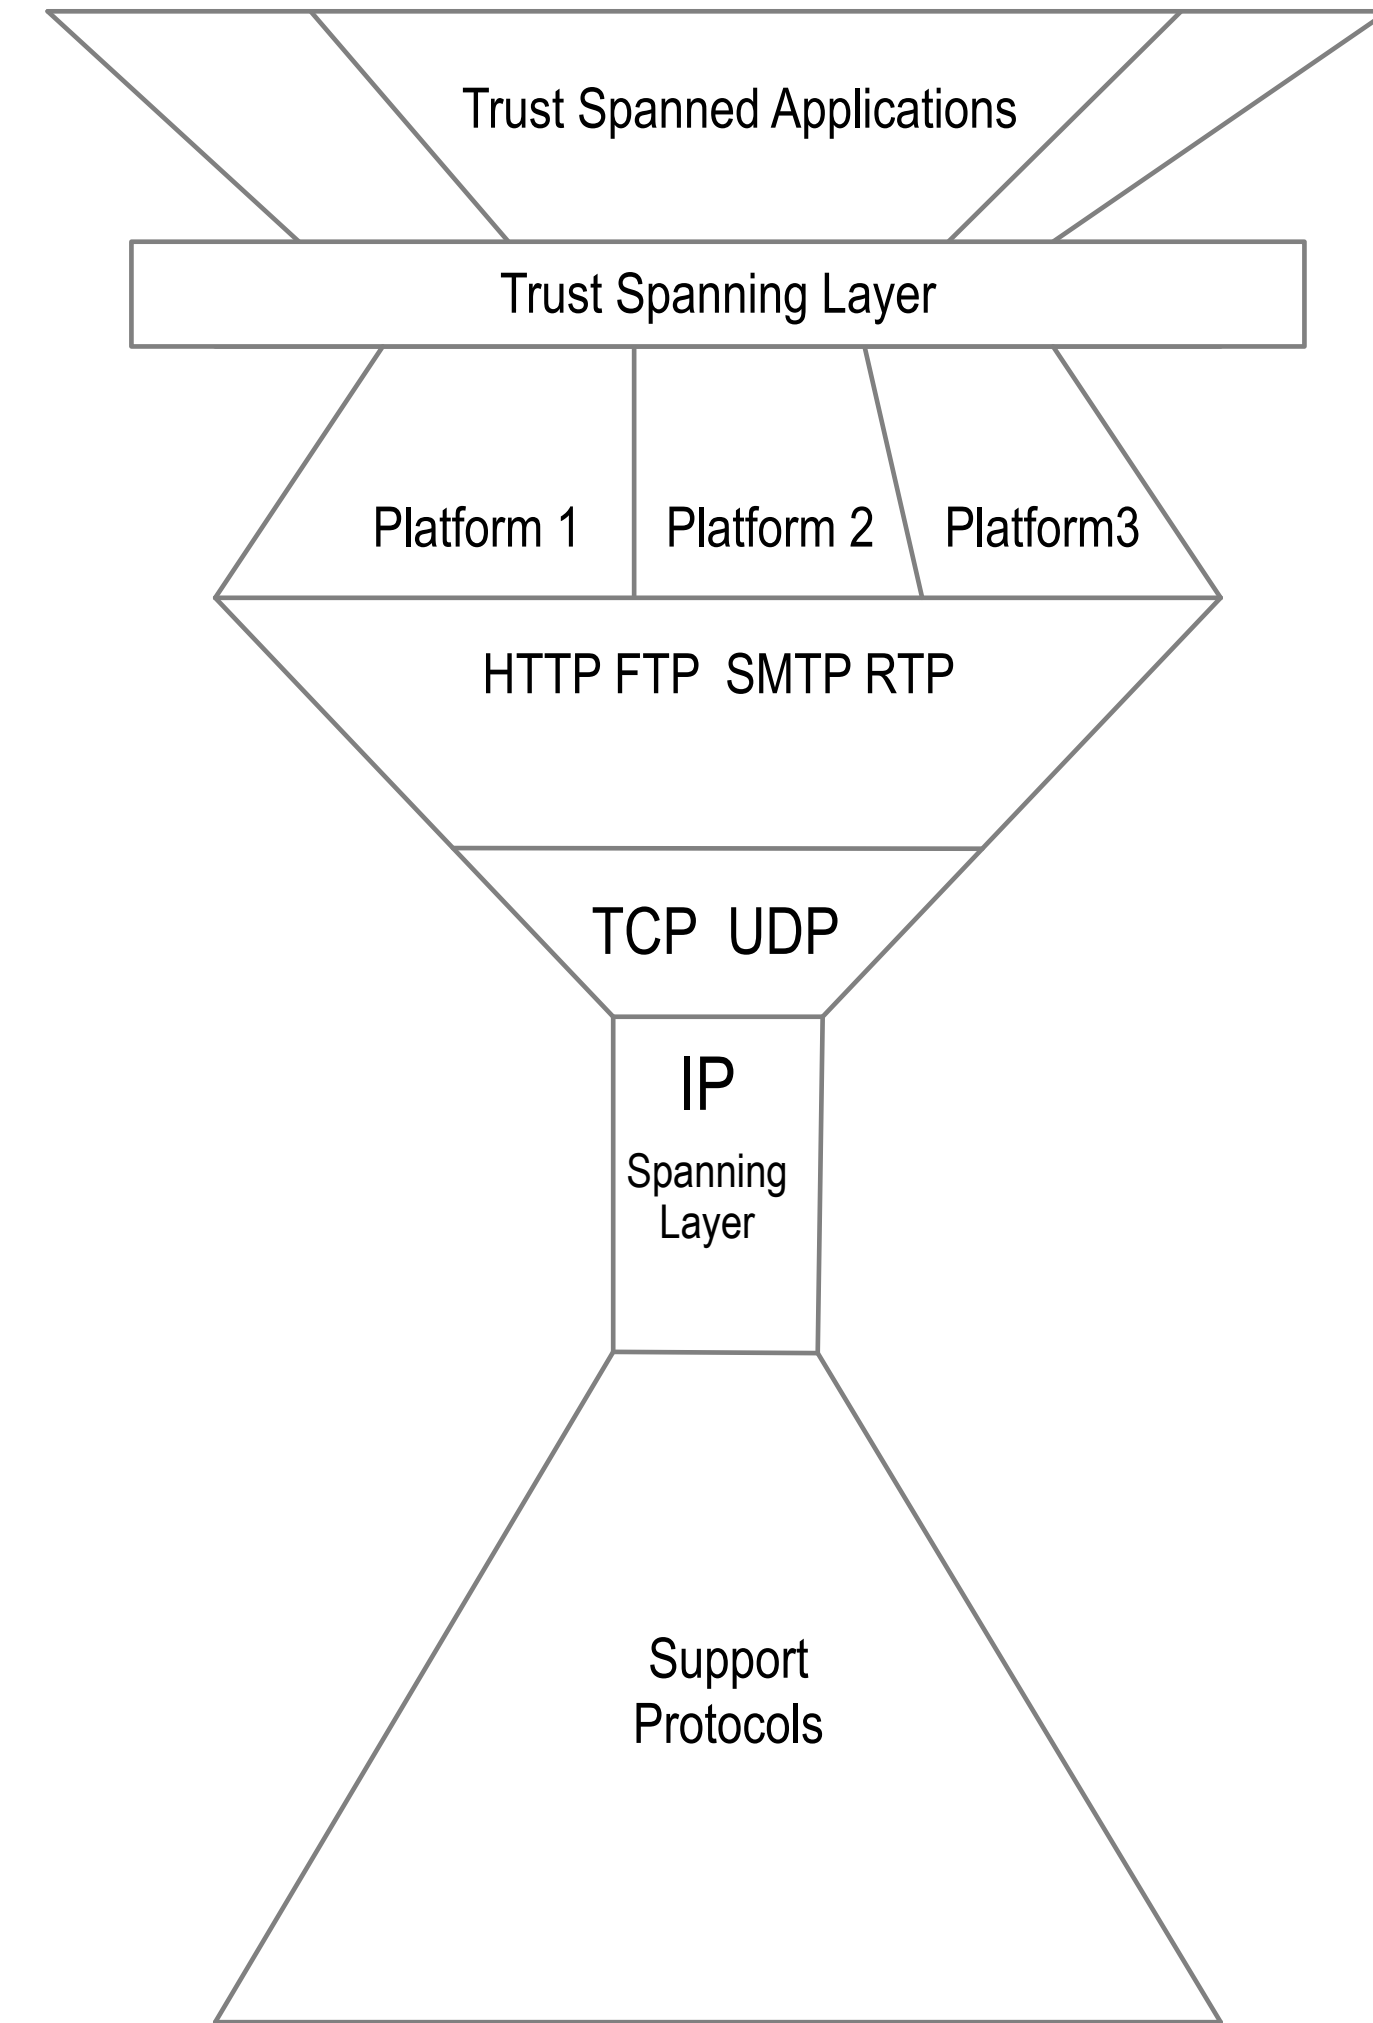 Trust Spanned Applications
Trust Spanning Layer
Platform 1 Platform 2 Platform3
HTTP FTP SMTP RTP
TCP UDP
IP
Spanning
Layer
Support
Protocols